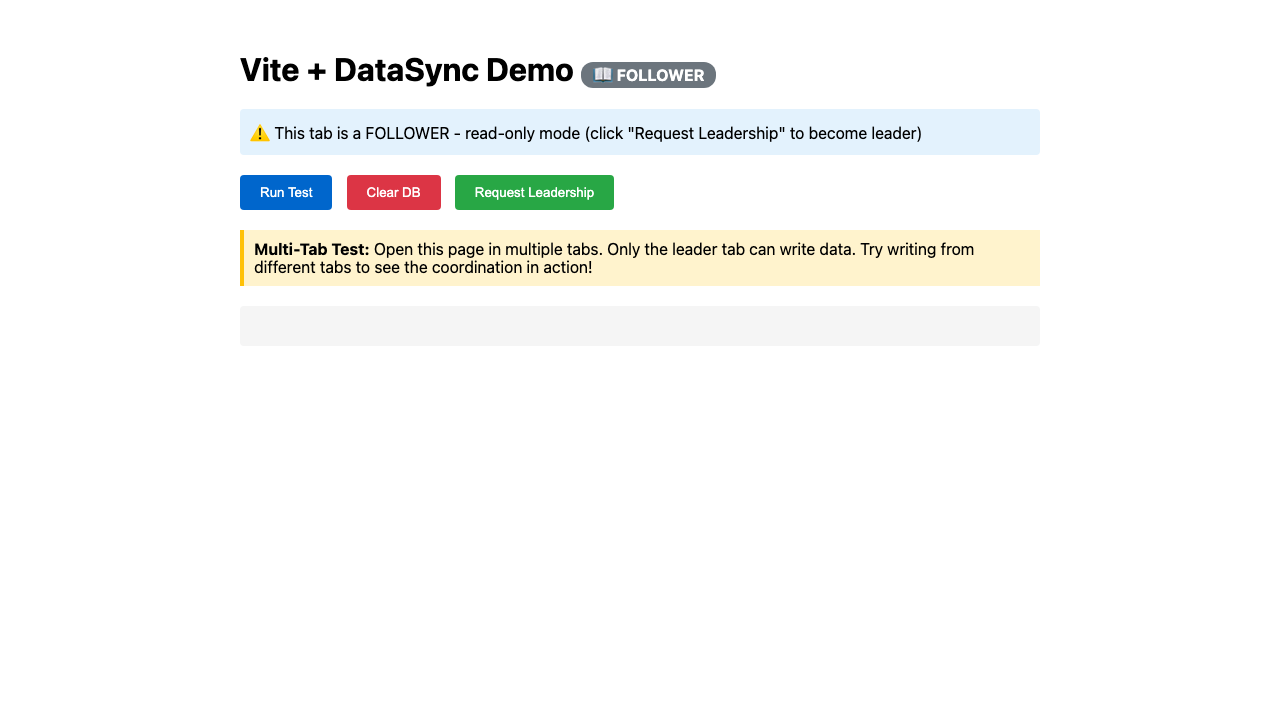 Vite + DataSync Demo 📖 FOLLOWER
⚠️ This tab is a FOLLOWER - read-only mode (click "Request Leadership" to become leader)
Run Test Clear DB Request Leadership
Multi-Tab Test: Open this page in multiple tabs. Only the leader tab can write data. Try writing from
different tabs to see the coordination in action!